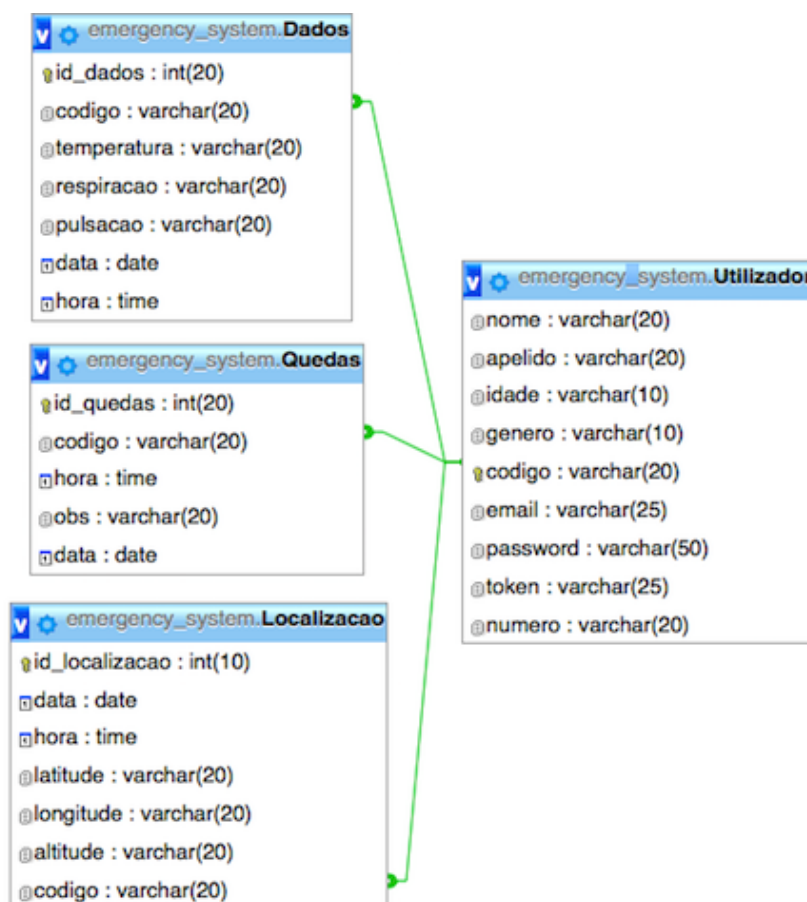 emergency_system.Dados
id_dados : int(20)
codigo : varchar(20)
temperatura : varchar(20)
respiracao : varchar(20)
pulsacao : varchar(20)
data : date
hora : time
emergency_system.Quedas
id_quedas : int(20)
codigo : varchar(20)
hora : time
obs : varchar(20)
data : date
emergency_system.Localizacao
id_localizacao : int(10)
data : date
hora : time
latitude : varchar(20)
longitude : varchar(20)
altitude : varchar(20)
codigo : varchar(20)
emergency_system.Utilizador
nome : varchar(20)
apelido : varchar(20)
idade : varchar(10)
genero : varchar(10)
codigo : varchar(20)
email : varchar(25)
password : varchar(50)
token : varchar(25)
numero : varchar(20)